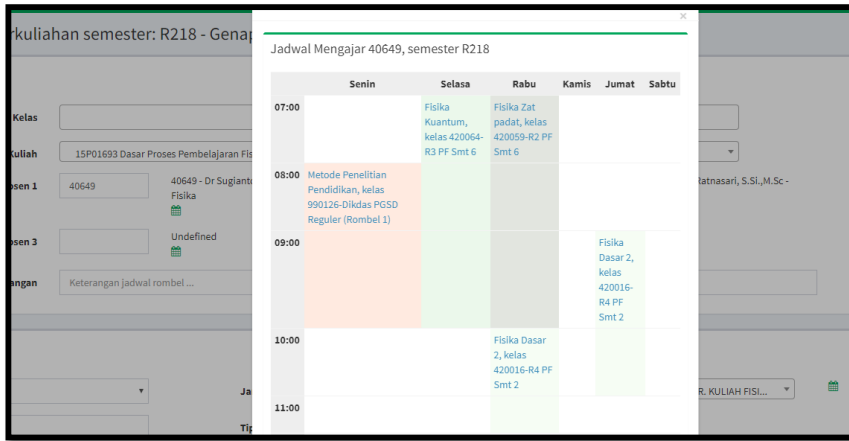 rkuliahan semester: R218 - Genap
×
Jadwal Mengajar 40649, semester R218
Senin Selasa Rabu Kamis Jumat Sabtu
07:00
Fisika
Kuantum,
kelas 420064-
R3 PF Smt 6
Fisika Zat
padat, kelas
420059-R2 PF
Smt 6
08:00
Metode Penelitian
Pendidikan, kelas
990126-Dikdas PGSD
Reguler (Rombel 1)
09:00
Fisika
Dasar 2,
kelas
420016-
R4 PF
Smt 2
10:00
Fisika Dasar
2, kelas
420016-R4 PF
Smt 2
11:00
Kelas
Kuliah
15P01693 Dasar Proses Pembelajaran Fis
osen 1
40649
40649 - Dr Sugianto
Fisika
Ratnasari, S.Si.,M.Sc -
osen 3
Undefined
angan
Keterangan jadwal rombel ...
Ja
R. KULIAH FISI...
Tip